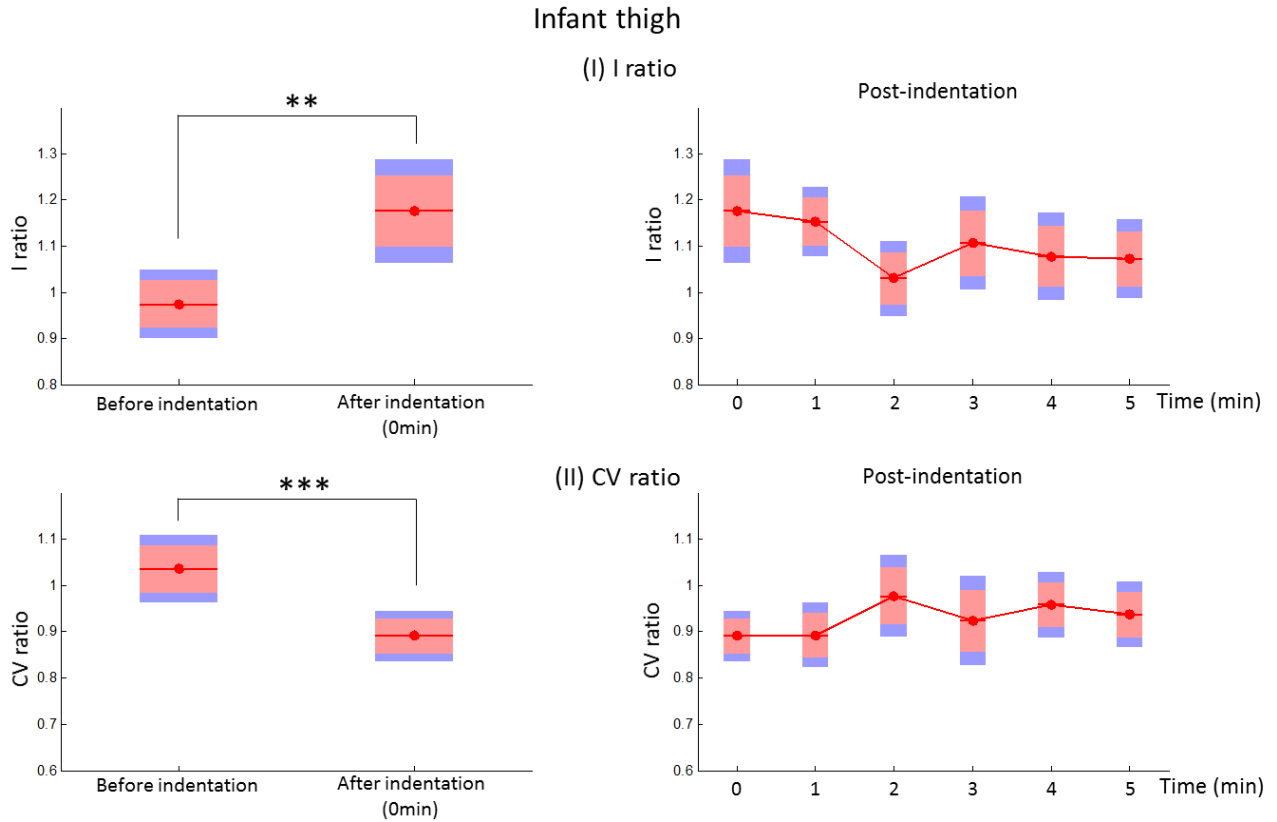 Infant thigh
(I) I ratio
**
Post-indentation
I ratio
1.3
1.2
1.1
1
0.9
0.8
Before indentation
After indentation
(0min)
I ratio
1.3
1.2
1.1
1
0.9
0.8
0 1 2 3 4 5 Time (min)
(II) CV ratio
***
Post-indentation
CV ratio
1.1
1
0.9
0.8
0.7
0.6
Before indentation
After indentation
(0min)
CV ratio
1.1
1
0.9
0.8
0.7
0.6
0 1 2 3 4 5 Time (min)